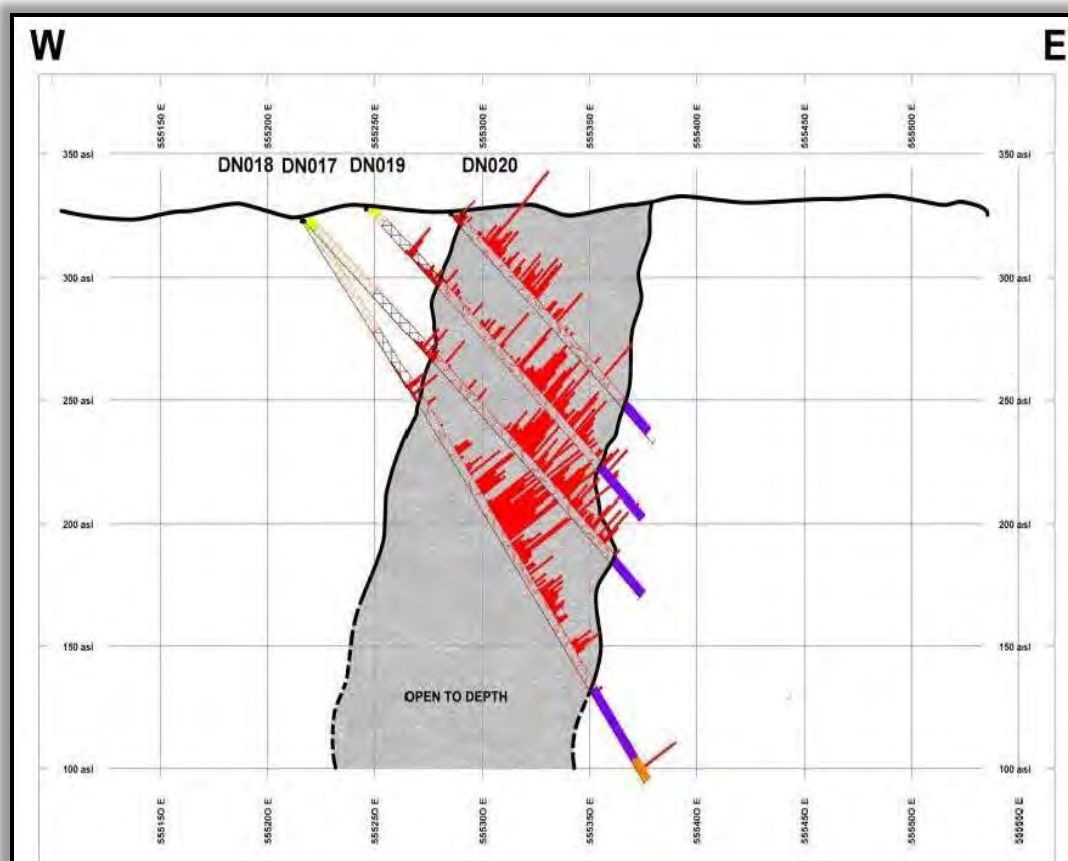 W
E
555150 E
555200 E
555250 E
555300 E
555350 E
555400 E
555450 E
555500 E
350 asl
350 asl
DN018 DN017 DN019 DN020
300 asl
300 asl
250 asl
250 asl
200 asl
200 asl
150 asl
150 asl
OPEN TO DEPTH
100 asl
100 asl
555150 E
555200 E
555250 E
555300 E
555350 E
555400 E
555450 E
555500 E
555550 E